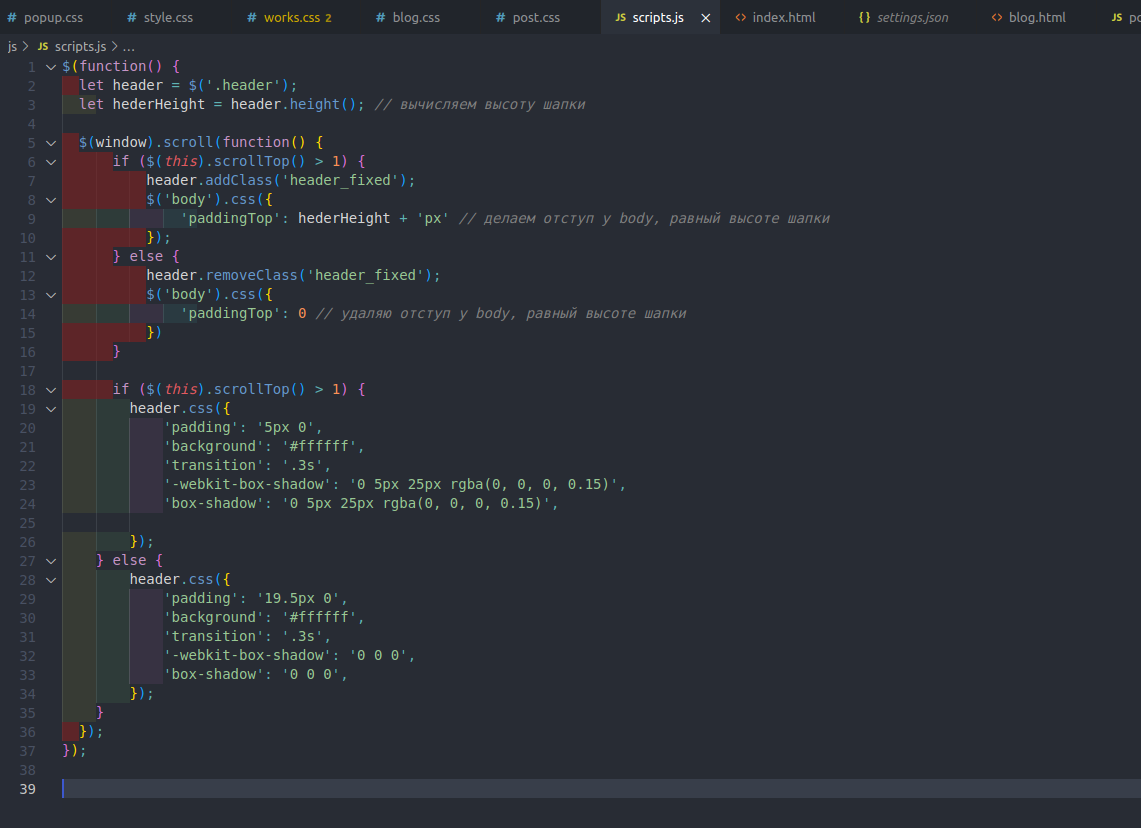 # popup.css # style.css # works.css 2 # blog.css # post.css JS scripts.js × <> index.html {} settings.json <> blog.html JS po
js > JS scripts.js > ...
1 $(function() {
2 let header = $('.header');
3 let hederHeight = header.height(); // вычисляем высоту шапки
4
5 $(window).scroll(function() {
6 if ($(this).scrollTop() > 1) {
7 header.addClass('header_fixed');
8 $('body').css({
9 'paddingTop': hederHeight + 'px' // делаем отступ у body, равный высоте шапки
10 });
11 } else {
12 header.removeClass('header_fixed');
13 $('body').css({
14 'paddingTop': 0 // удаляю отступ у body, равный высоте шапки
15 })
16 }
17
18 if ($(this).scrollTop() > 1) {
19 header.css({
20 'padding': '5px 0',
21 'background': '#ffffff',
22 'transition': '.3s',
23 '-webkit-box-shadow': '0 5px 25px rgba(0, 0, 0, 0.15)',
24 'box-shadow': '0 5px 25px rgba(0, 0, 0, 0.15)',
25
26 });
27 } else {
28 header.css({
29 'padding': '19.5px 0',
30 'background': '#ffffff',
31 'transition': '.3s',
32 '-webkit-box-shadow': '0 0 0',
33 'box-shadow': '0 0 0',
34 });
35 }
36 });
37 });
38
39